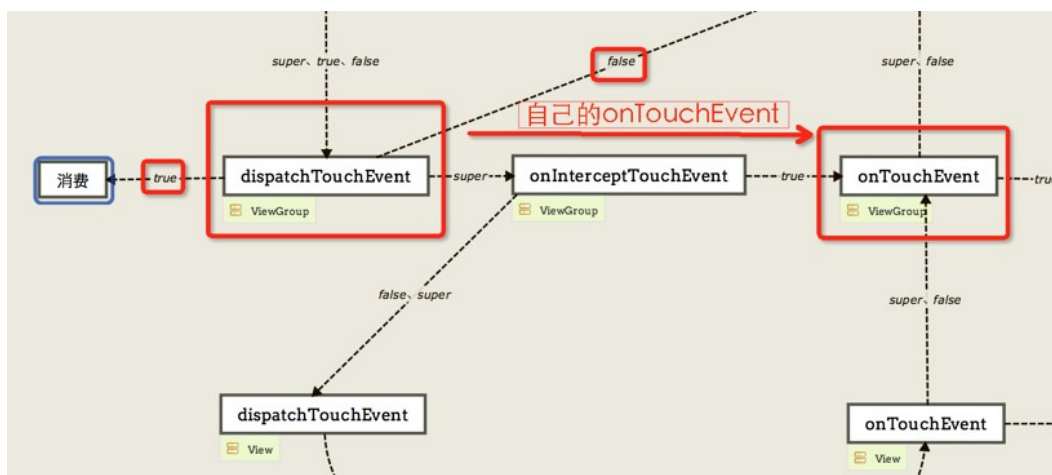 super、true、false
false
super、false
自己的onTouchEvent
消费
true
dispatchTouchEvent
super
onInterceptTouchEvent
true
onTouchEvent
true
ViewGroup
ViewGroup
ViewGroup
false、super
super、false
dispatchTouchEvent
onTouchEvent
View
View